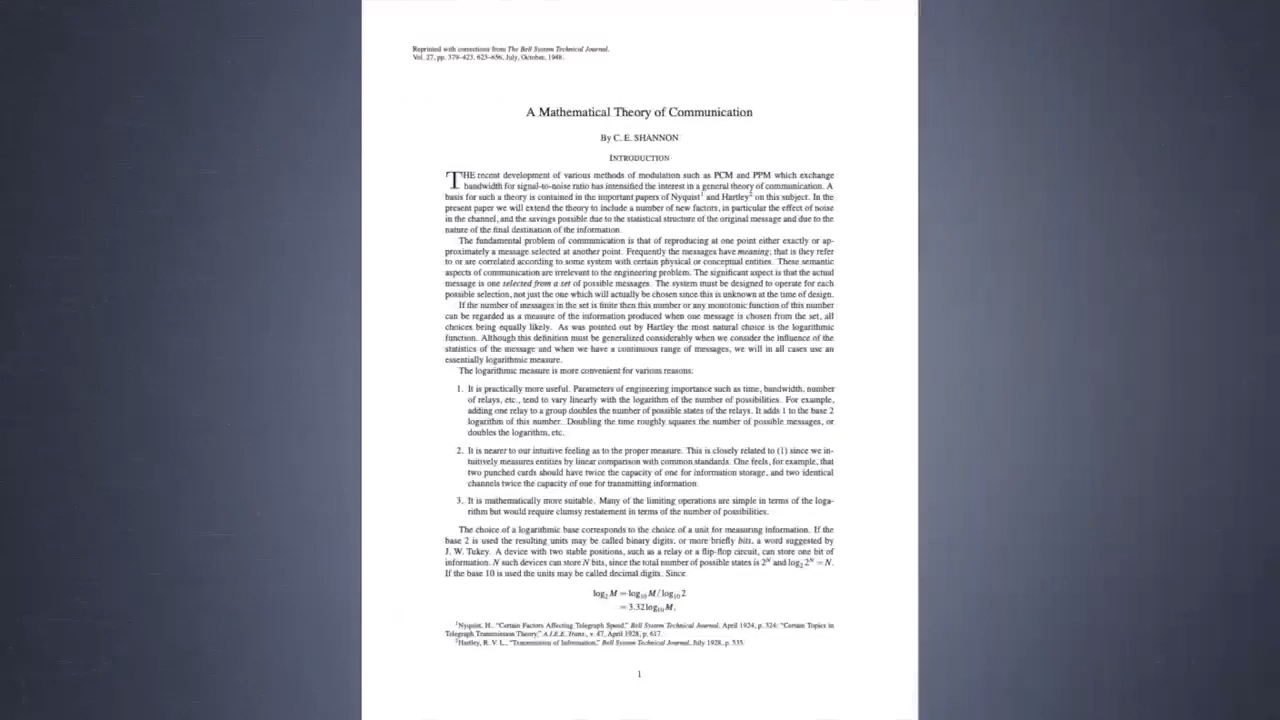 Reprinted with corrections from The Bell System Technical Journal,
Vol. 27, pp. 379–423, 623–656, July, October, 1948.
A Mathematical Theory of Communication
By C. E. SHANNON
INTRODUCTION
THE recent development of various methods of modulation such as PCM and PPM which exchange
bandwidth for signal-to-noise ratio has intensified the interest in a general theory of communication. A
basis for such a theory is contained in the important papers of Nyquist¹ and Hartley² on this subject. In the
present paper we will extend the theory to include a number of new factors, in particular the effect of noise
in the channel, and the savings possible due to the statistical structure of the original message and due to the
nature of the final destination of the information.
The fundamental problem of communication is that of reproducing at one point either exactly or ap-
proximately a message selected at another point. Frequently the messages have meaning; that is they refer
to or are correlated according to some system with certain physical or conceptual entities. These semantic
aspects of communication are irrelevant to the engineering problem. The significant aspect is that the actual
message is one selected from a set of possible messages. The system must be designed to operate for each
possible selection, not just the one which will actually be chosen since this is unknown at the time of design.
If the number of messages in the set is finite then this number or any monotonic function of this number
can be regarded as a measure of the information produced when one message is chosen from the set, all
choices being equally likely. As was pointed out by Hartley the most natural choice is the logarithmic
function. Although this definition must be generalized considerably when we consider the influence of the
statistics of the message and when we have a continuous range of messages, we will in all cases use an
essentially logarithmic measure.
The logarithmic measure is more convenient for various reasons:
1. It is practically more useful. Parameters of engineering importance such as time, bandwidth, number
of relays, etc., tend to vary linearly with the logarithm of the number of possibilities. For example,
adding one relay to a group doubles the number of possible states of the relays. It adds 1 to the base 2
logarithm of this number. Doubling the time roughly squares the number of possible messages, or
doubles the logarithm, etc.
2. It is nearer to our intuitive feeling as to the proper measure. This is closely related to (1) since we in-
tuitively measures entities by linear comparison with common standards. One feels, for example, that
two punched cards should have twice the capacity of one for information storage, and two identical
channels twice the capacity of one for transmitting information.
3. It is mathematically more suitable. Many of the limiting operations are simple in terms of the loga-
rithm but would require clumsy restatement in terms of the number of possibilities.
The choice of a logarithmic base corresponds to the choice of a unit for measuring information. If the
base 2 is used the resulting units may be called binary digits, or more briefly bits, a word suggested by
J. W. Tukey. A device with two stable positions, such as a relay or a flip-flop circuit, can store one bit of
information. N such devices can store N bits, since the total number of possible states is 2^N and log₂ 2^N = N.
If the base 10 is used the units may be called decimal digits. Since
log₂ M = log₁₀ M / log₁₀ 2
= 3.32 log₁₀ M,
¹Nyquist, H., “Certain Factors Affecting Telegraph Speed,” Bell System Technical Journal, April 1924, p. 324; “Certain Topics in
Telegraph Transmission Theory,” A.I.E.E. Trans., v. 47, April 1928, p. 617.
²Hartley, R. V. L., “Transmission of Information,” Bell System Technical Journal, July 1928, p. 535.
1